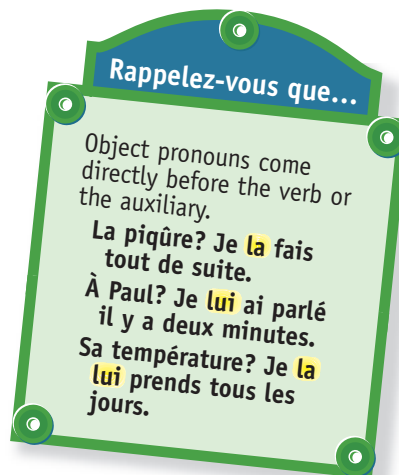 Rappelez-vous que...
Object pronouns come
directly before the verb or
the auxiliary.
La piqûre? Je la fais
tout de suite.
À Paul? Je lui ai parlé
il y a deux minutes.
Sa température? Je la
lui prends tous les
jours.